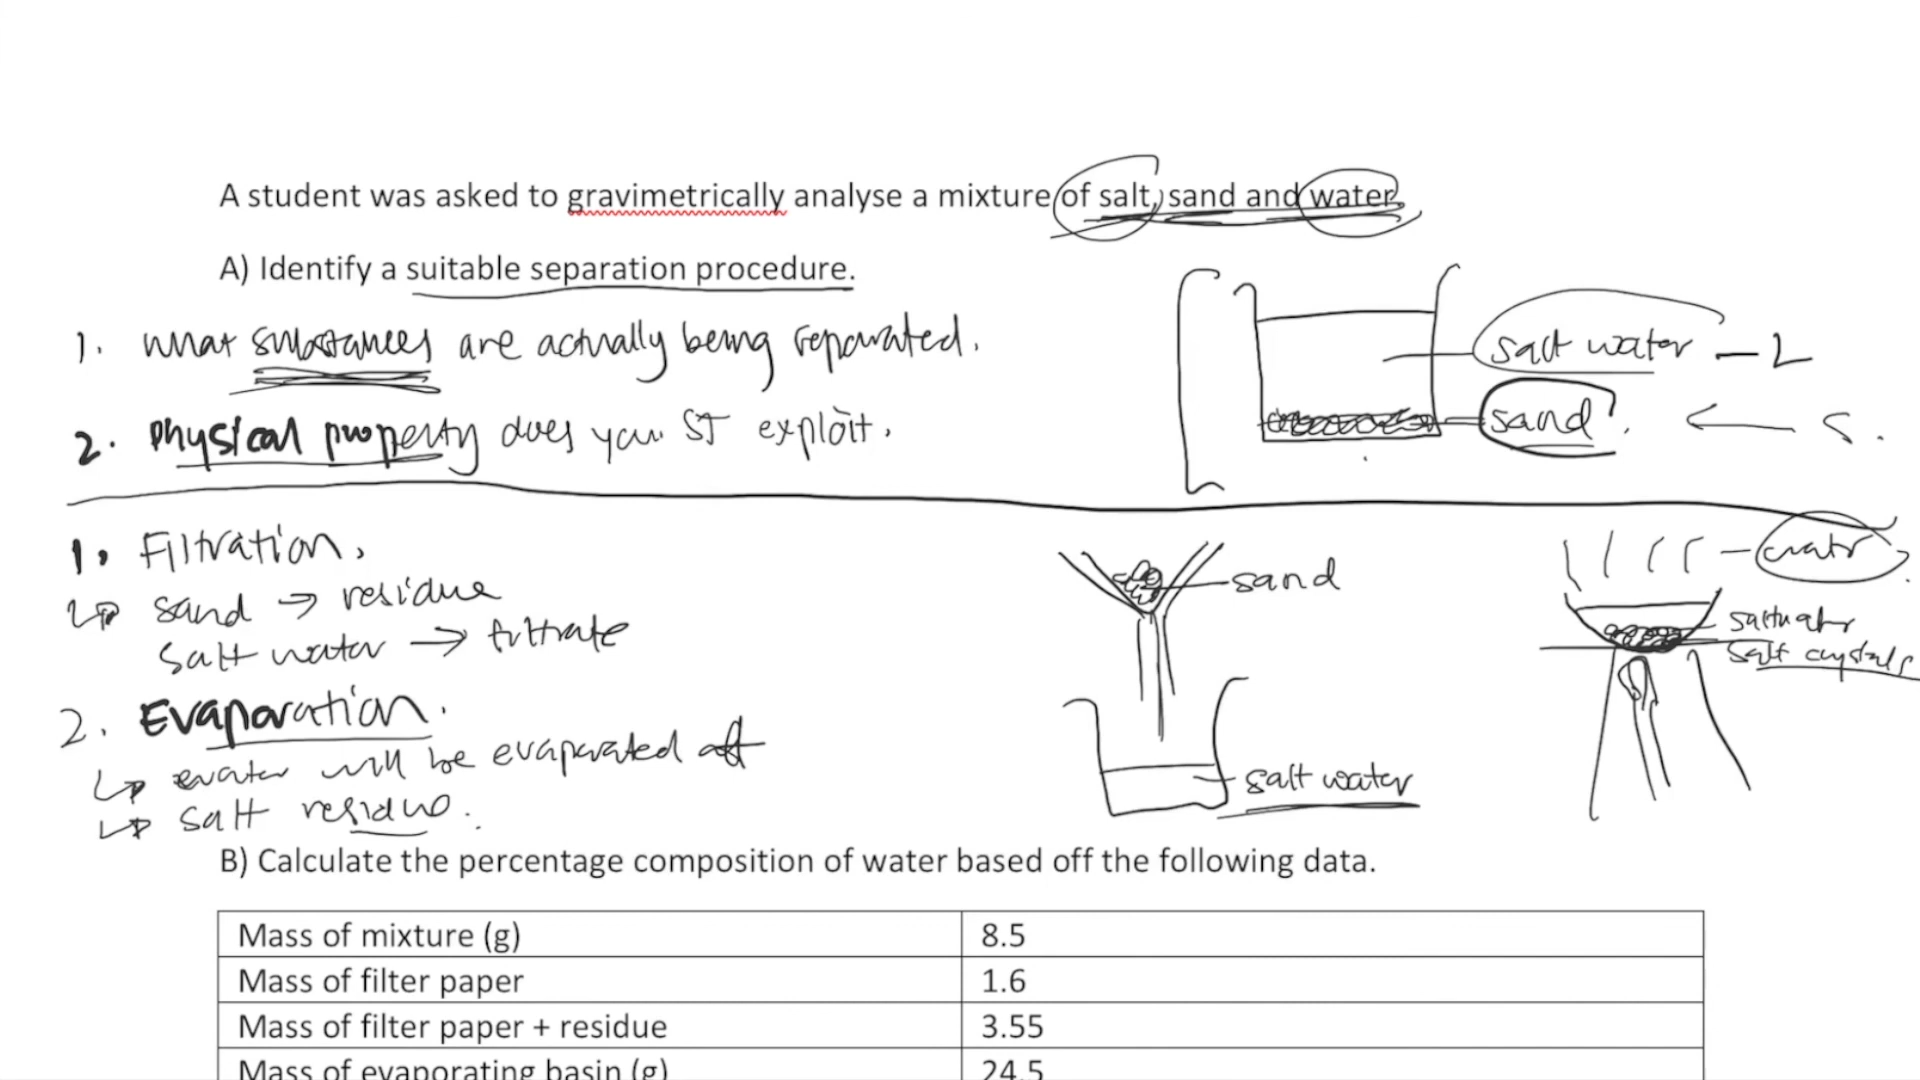 A student was asked to gravimetrically analyse a mixture of salt, sand and water.
A) Identify a suitable separation procedure.
1. what substances are actually being separated.
2. Physical property does your ST exploit.
salt water — L
sand. ← S.
1. Filtration.
↳ sand → residue
salt water → filtrate
2. Evaporation.
↳ water will be evaporated off
↳ salt residue.
sand
salt water
water
saltwater
salt crystals
B) Calculate the percentage composition of water based off the following data.
Mass of mixture (g) 8.5
Mass of filter paper 1.6
Mass of filter paper + residue 3.55
Mass of evaporating basin (g) 24.5